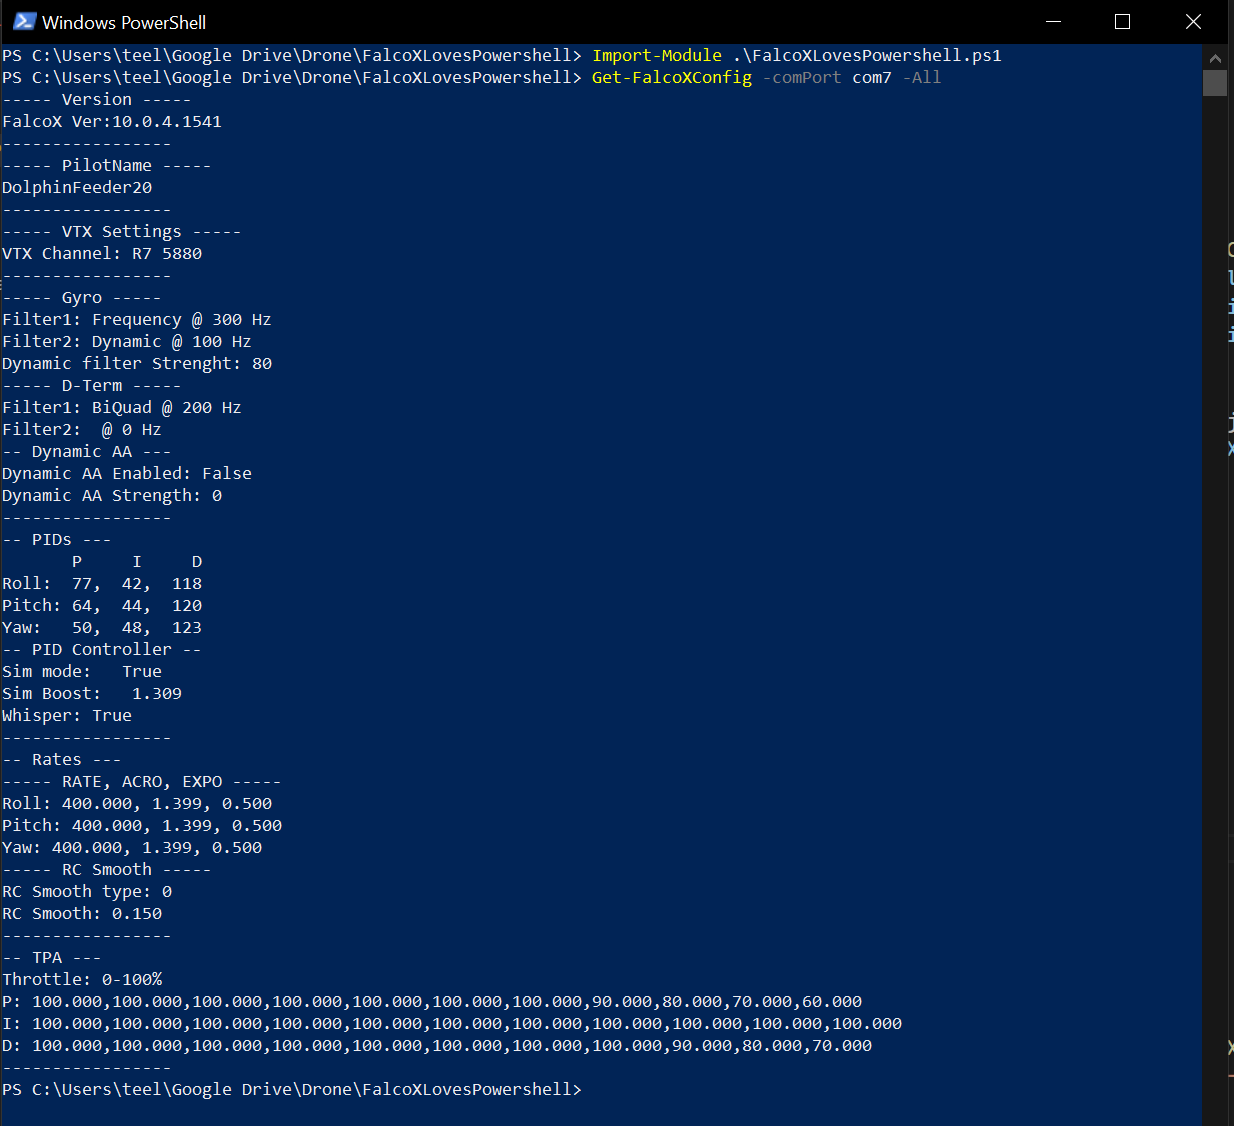 Windows PowerShell
PS C:\Users\teel\Google Drive\Drone\FalcoXLovesPowershell> Import-Module .\FalcoXLovesPowershell.ps1
PS C:\Users\teel\Google Drive\Drone\FalcoXLovesPowershell> Get-FalcoXConfig -comPort com7 -All
----- Version -----
FalcoX Ver:10.0.4.1541
-----------------
----- PilotName -----
DolphinFeeder20
-----------------
----- VTX Settings -----
VTX Channel: R7 5880
-----------------
----- Gyro -----
Filter1: Frequency @ 300 Hz
Filter2: Dynamic @ 100 Hz
Dynamic filter Strenght: 80
----- D-Term -----
Filter1: BiQuad @ 200 Hz
Filter2:  @ 0 Hz
-- Dynamic AA ---
Dynamic AA Enabled: False
Dynamic AA Strength: 0
-----------------
-- PIDs ---
       P     I     D
Roll:  77,  42,  118
Pitch: 64,  44,  120
Yaw:   50,  48,  123
-- PID Controller --
Sim mode:   True
Sim Boost:   1.309
Whisper: True
-----------------
-- Rates ---
----- RATE, ACRO, EXPO -----
Roll: 400.000, 1.399, 0.500
Pitch: 400.000, 1.399, 0.500
Yaw: 400.000, 1.399, 0.500
----- RC Smooth -----
RC Smooth type: 0
RC Smooth: 0.150
-----------------
-- TPA ---
Throttle: 0-100%
P: 100.000,100.000,100.000,100.000,100.000,100.000,100.000,90.000,80.000,70.000,60.000
I: 100.000,100.000,100.000,100.000,100.000,100.000,100.000,100.000,100.000,100.000,100.000
D: 100.000,100.000,100.000,100.000,100.000,100.000,100.000,100.000,90.000,80.000,70.000
-----------------
PS C:\Users\teel\Google Drive\Drone\FalcoXLovesPowershell>